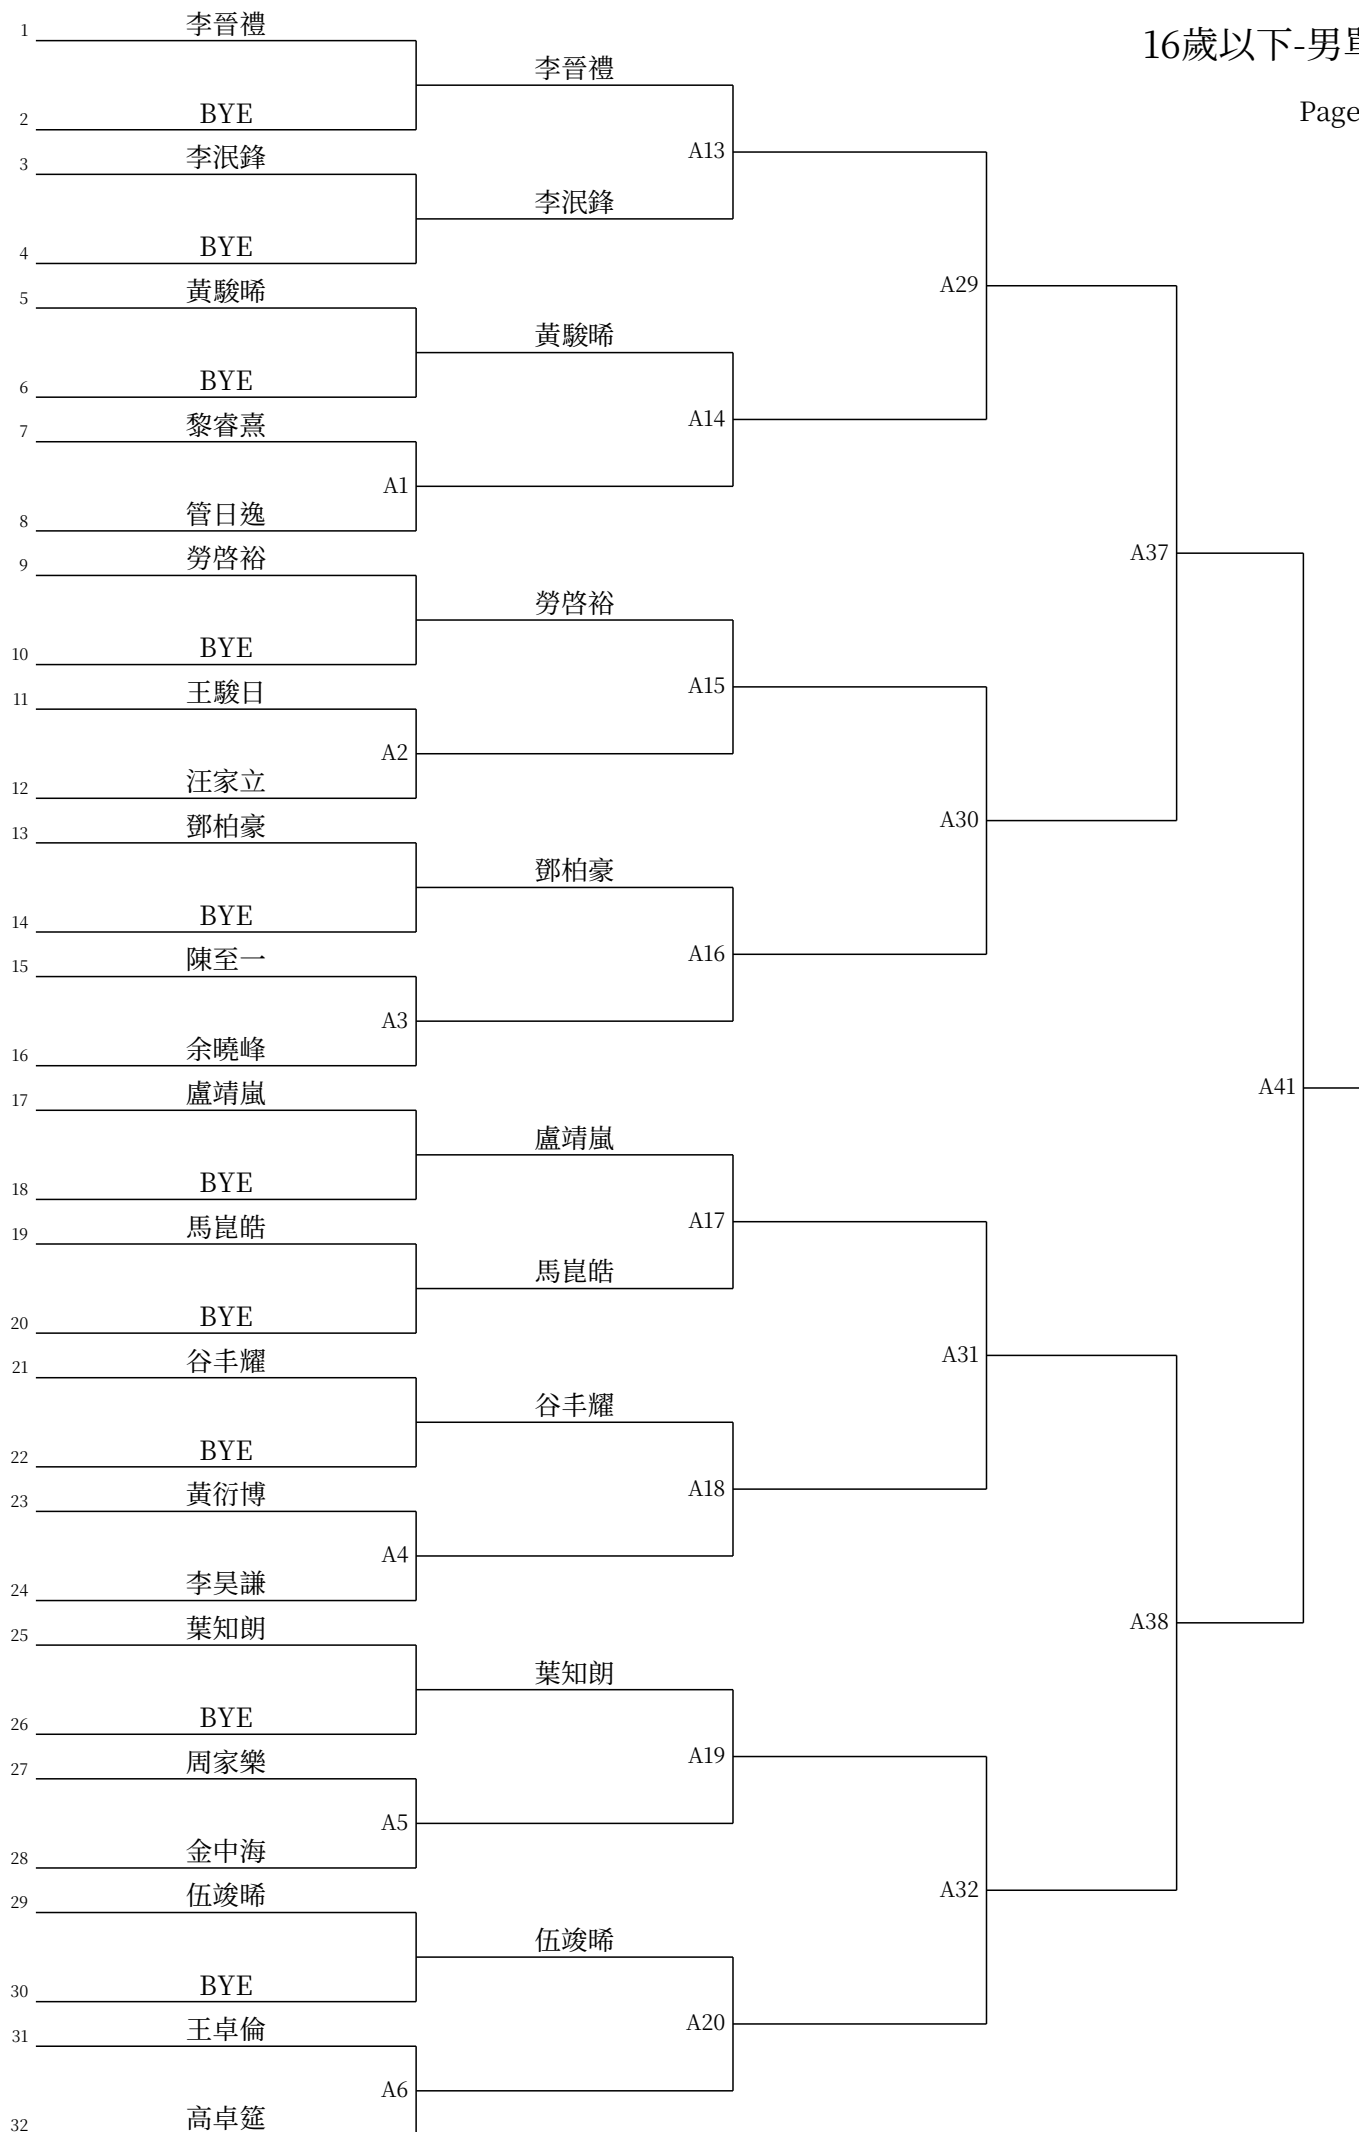 16歲以下-男單
Page
1 李晉禮
李晉禮
2 BYE
A13
3 李泯鋒
李泯鋒
4 BYE
A29
5 黃駿晞
黃駿晞
6 BYE
A14
7 黎睿熹
A1
8 管日逸
A37
9 勞啓裕
勞啓裕
10 BYE
A15
11 王駿日
A2
12 汪家立
A30
13 鄧柏豪
鄧柏豪
14 BYE
A16
15 陳至一
A3
16 余曉峰
A41
17 盧靖嵐
盧靖嵐
18 BYE
A17
19 馬崑皓
馬崑皓
20 BYE
A31
21 谷丰耀
谷丰耀
22 BYE
A18
23 黃衍博
A4
24 李昊謙
A38
25 葉知朗
葉知朗
26 BYE
A19
27 周家樂
A5
28 金中海
A32
29 伍竣晞
伍竣晞
30 BYE
A20
31 王卓倫
A6
32 高卓筵